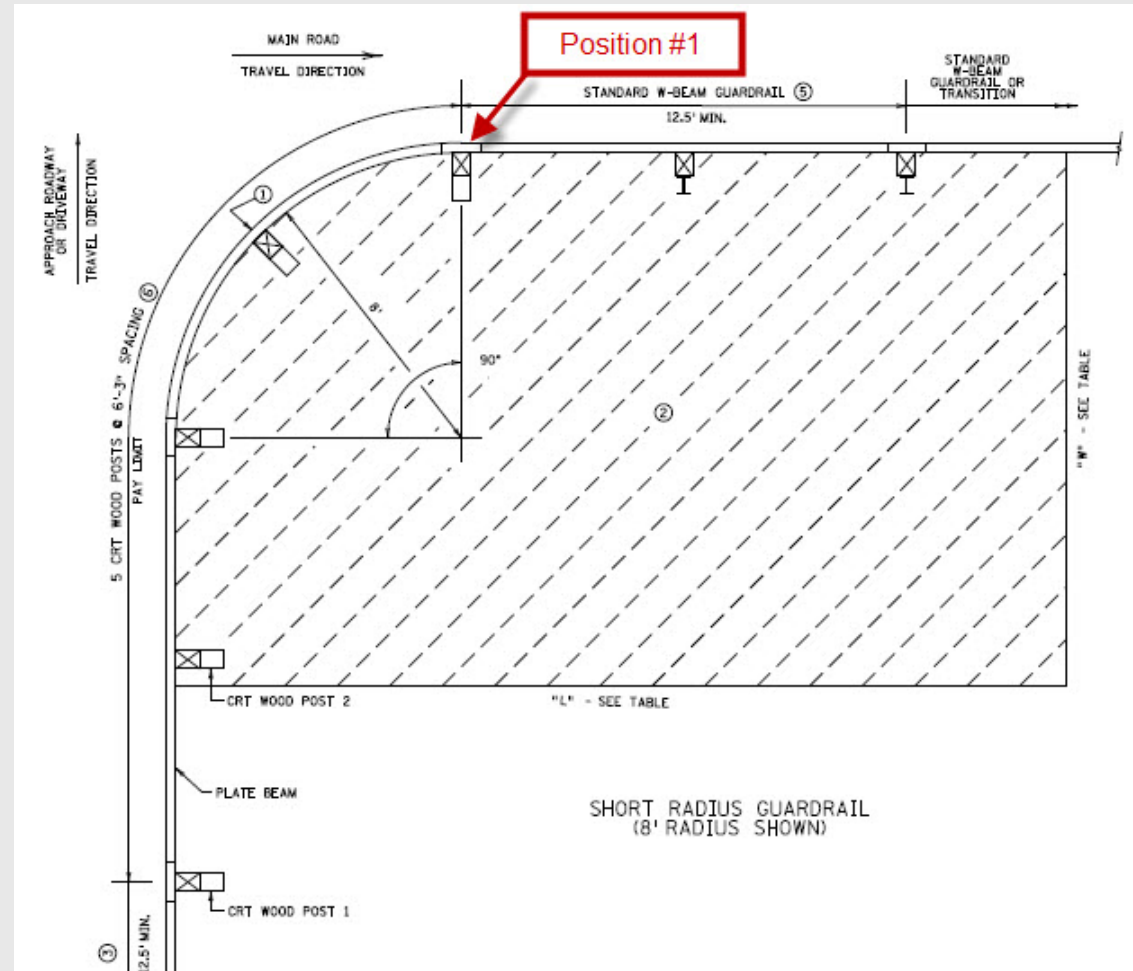 MAIN ROAD
TRAVEL DIRECTION
Position #1
STANDARD W-BEAM GUARDRAIL ⑤
12.5' MIN.
STANDARD
W-BEAM
GUARDRAIL OR
TRANSITION
APPROACH ROADWAY
OR DRIVEWAY
TRAVEL DIRECTION
①
8'
90°
②
5 CRT WOOD POSTS @ 6'-3" SPACING ⑥
PAY LIMIT
"W" - SEE TABLE
CRT WOOD POST 2
"L" - SEE TABLE
PLATE BEAM
SHORT RADIUS GUARDRAIL
(8' RADIUS SHOWN)
CRT WOOD POST 1
③
12.5' MIN.